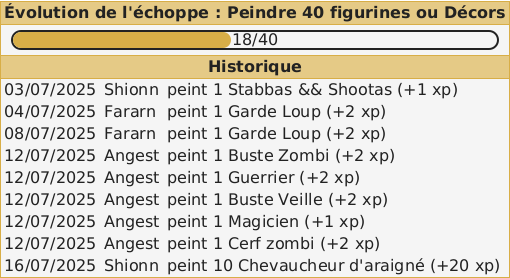 Évolution de l'échoppe : Peindre 40 figurines ou Décors
18/40
Historique
03/07/2025 Shionn peint 1 Stabbas && Shootas (+1 xp)
04/07/2025 Fararn peint 1 Garde Loup (+2 xp)
08/07/2025 Fararn peint 1 Garde Loup (+2 xp)
12/07/2025 Angest peint 1 Buste Zombi (+2 xp)
12/07/2025 Angest peint 1 Guerrier (+2 xp)
12/07/2025 Angest peint 1 Buste Veille (+2 xp)
12/07/2025 Angest peint 1 Magicien (+1 xp)
12/07/2025 Angest peint 1 Cerf zombi (+2 xp)
16/07/2025 Shionn peint 10 Chevaucheur d'araigné (+20 xp)